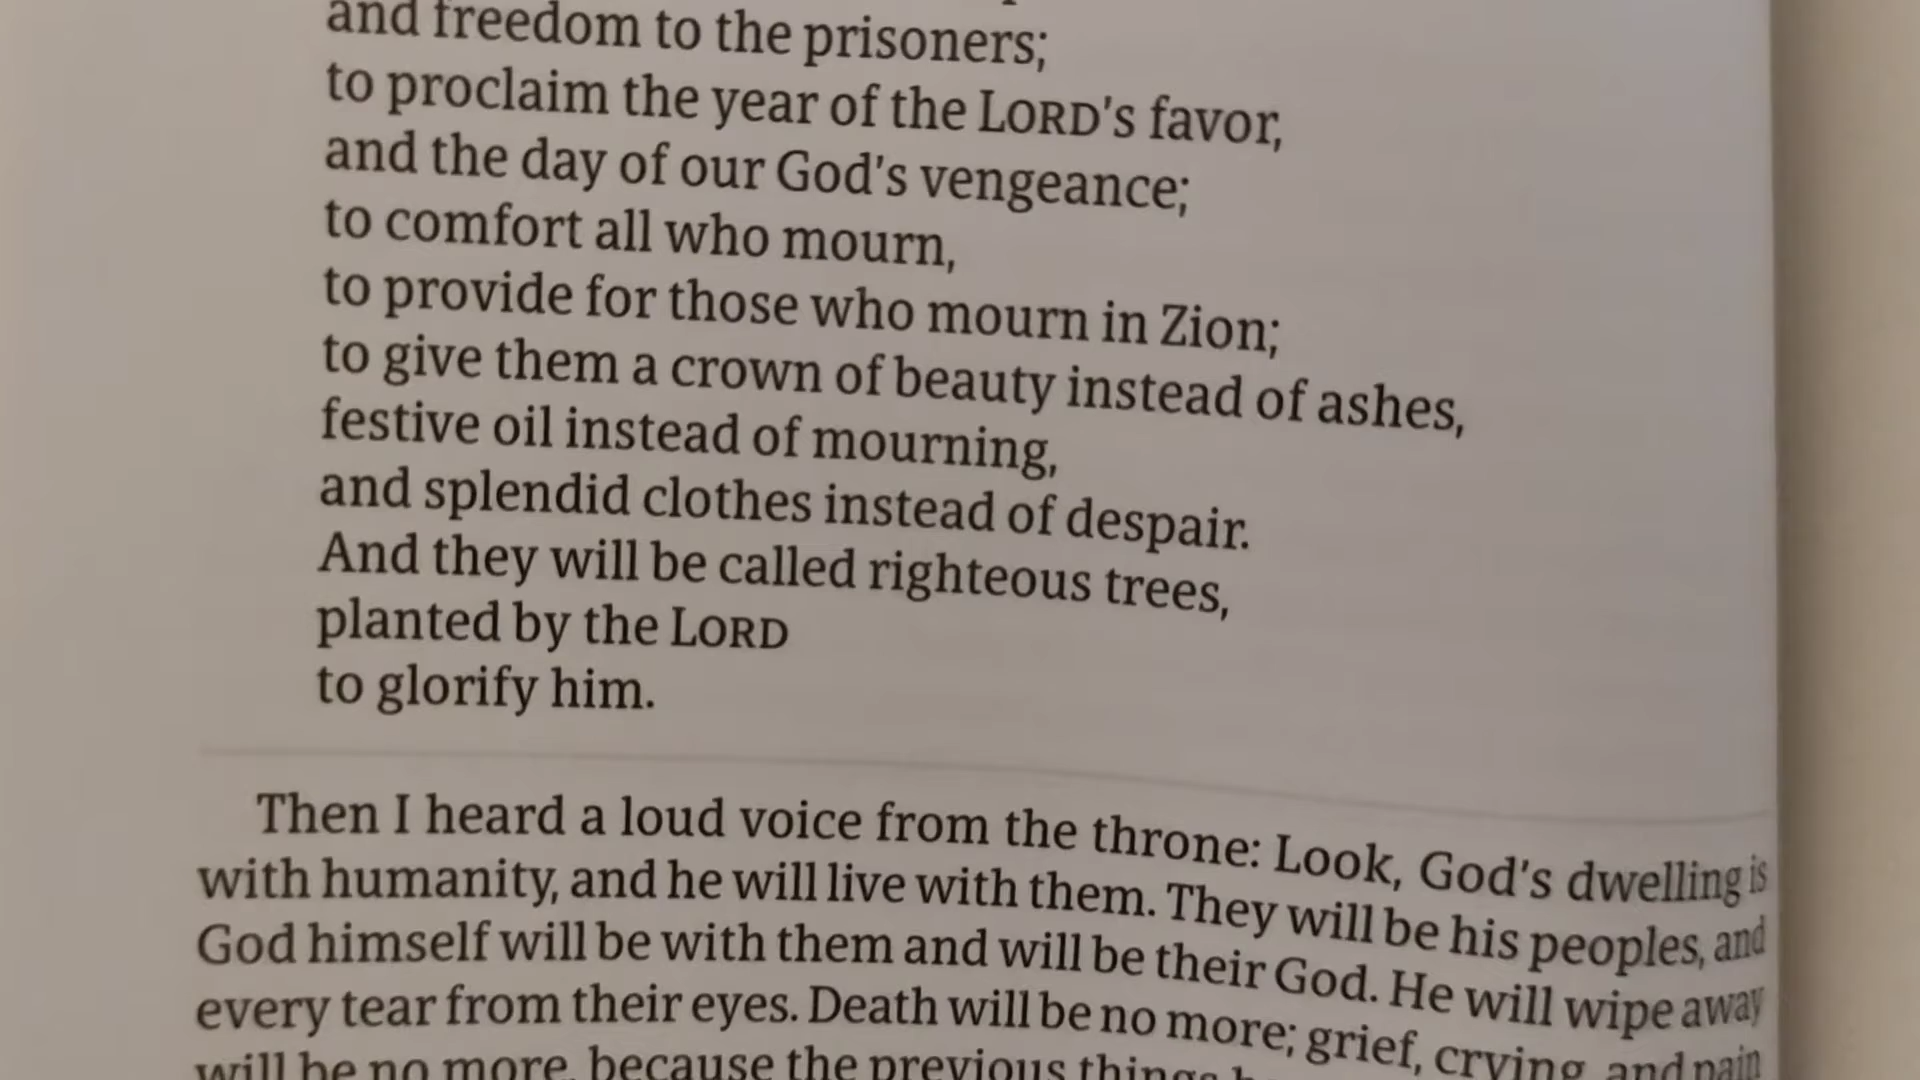 and freedom to the prisoners;
to proclaim the year of the LORD's favor,
and the day of our God's vengeance;
to comfort all who mourn,
to provide for those who mourn in Zion;
to give them a crown of beauty instead of ashes,
festive oil instead of mourning,
and splendid clothes instead of despair.
And they will be called righteous trees,
planted by the LORD
to glorify him.
Then I heard a loud voice from the throne: Look, God's dwelling is
with humanity, and he will live with them. They will be his peoples, and
God himself will be with them and will be their God. He will wipe away
every tear from their eyes. Death will be no more; grief, crying, and pain
will be no more, because the previous things